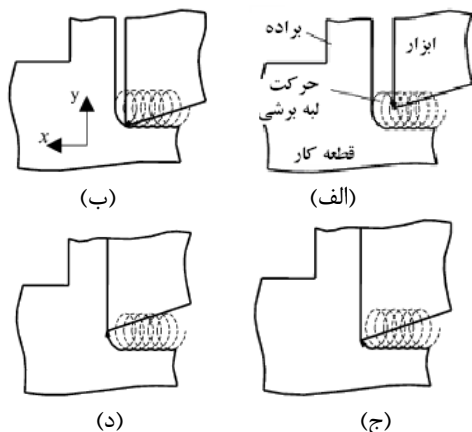 براده
ابزار
حرکت
لبه برشی
قطعه کار
y
x
(ب)
(الف)
(د)
(ج)